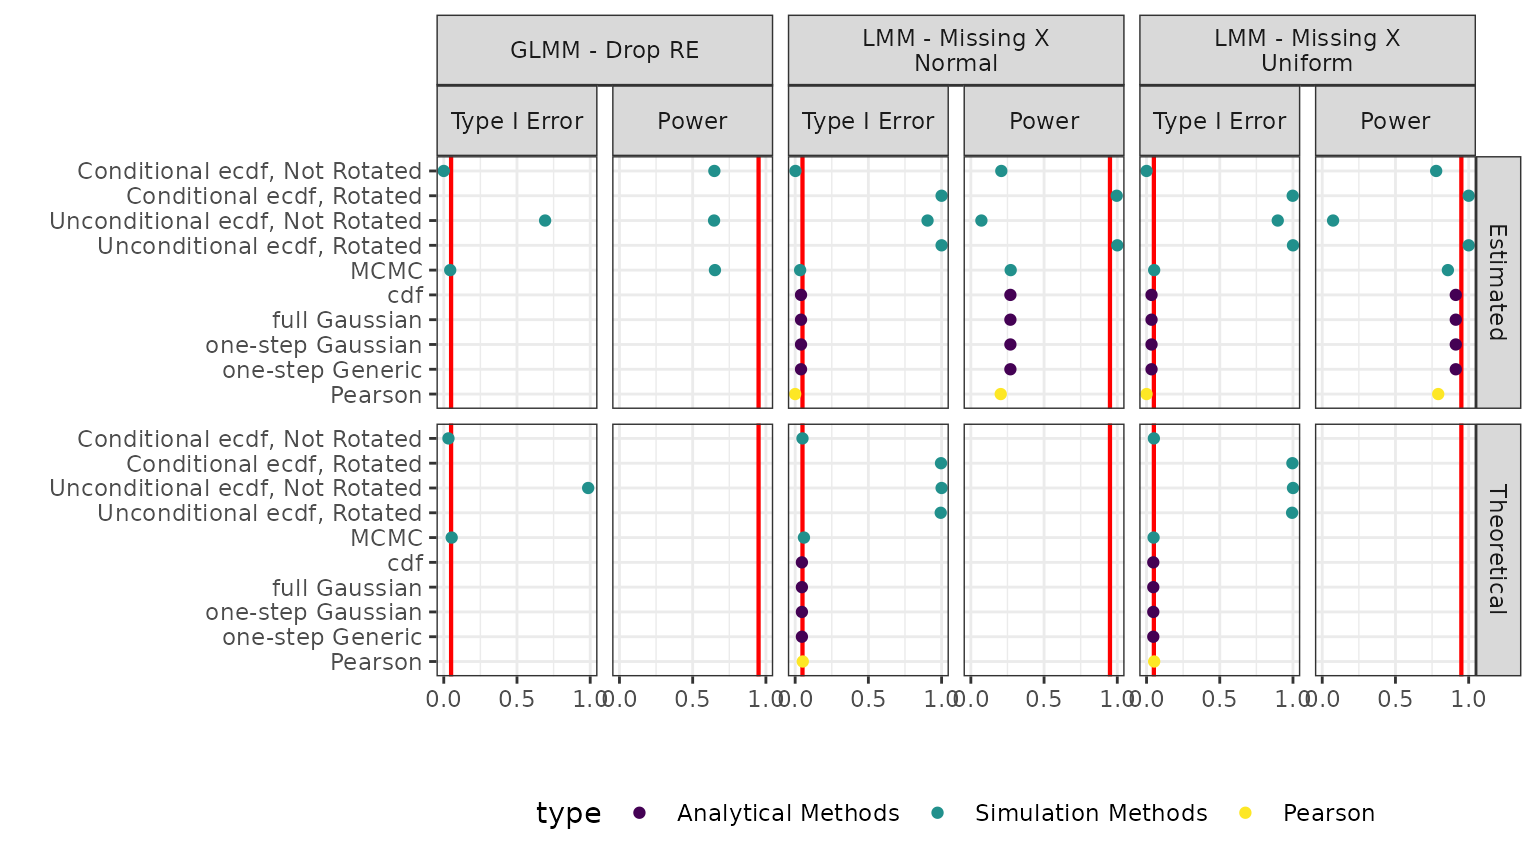 GLMM - Drop RE
LMM - Missing X
Normal
LMM - Missing X
Uniform
Type I Error
Power
Type I Error
Power
Type I Error
Power
Conditional ecdf, Not Rotated
Conditional ecdf, Rotated
Unconditional ecdf, Not Rotated
Unconditional ecdf, Rotated
MCMC
cdf
full Gaussian
one-step Gaussian
one-step Generic
Pearson
Estimated
Conditional ecdf, Not Rotated
Conditional ecdf, Rotated
Unconditional ecdf, Not Rotated
Unconditional ecdf, Rotated
MCMC
cdf
full Gaussian
one-step Gaussian
one-step Generic
Pearson
Theoretical
0.0 0.5 1.0 0.0 0.5 1.0 0.0 0.5 1.0 0.0 0.5 1.0 0.0 0.5 1.0 0.0 0.5 1.0
type Analytical Methods Simulation Methods Pearson